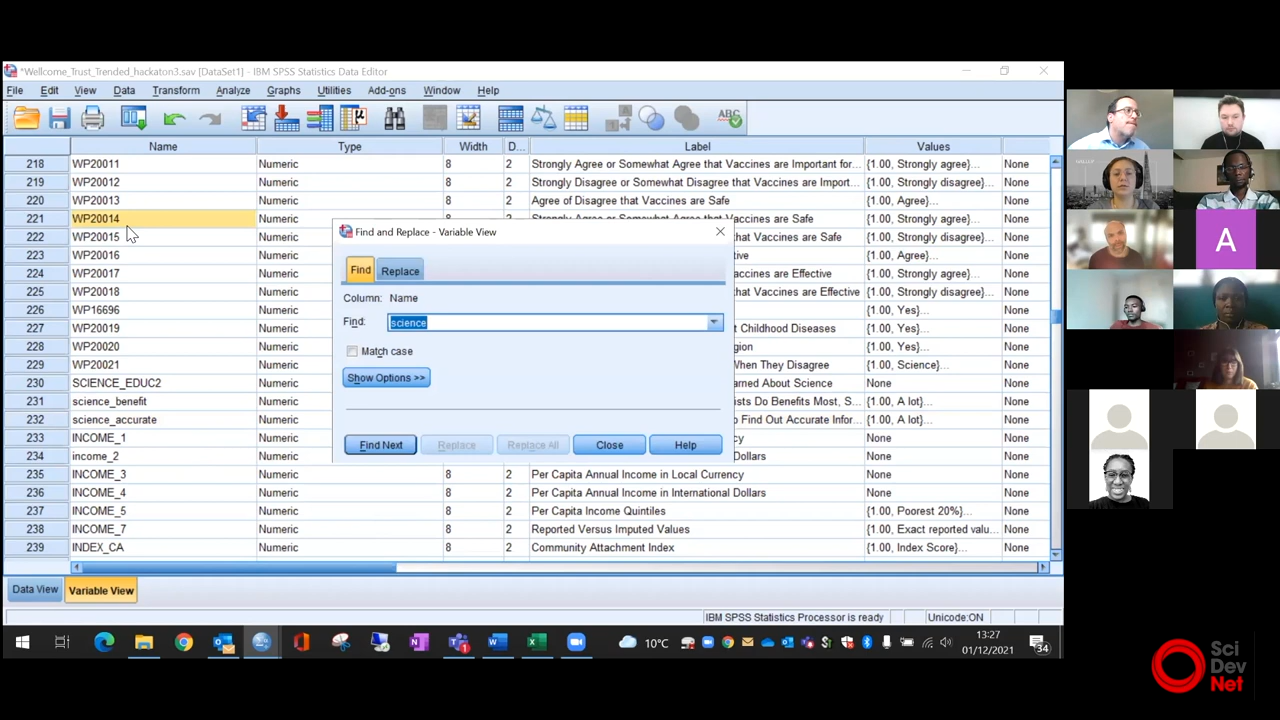 *Wellcome_Trust_Trended_hackaton3.sav [DataSet1] - IBM SPSS Statistics Data Editor
File Edit View Data Transform Analyze Graphs Utilities Add-ons Window Help
Name Type Width D... Label Values
218 WP20011 Numeric 8 2 Strongly Agree or Somewhat Agree that Vaccines are Important for... {1.00, Strongly agree}... None
219 WP20012 Numeric 8 2 Strongly Disagree or Somewhat Disagree that Vaccines are Import... {1.00, Strongly disagree}... None
220 WP20013 Numeric 8 2 Agree of Disagree Vaccines are Safe {1.00, Agree}... None
221 WP20014 Numeric 8 2 Strongly Agree or Somewhat Agree that Vaccines are Safe {1.00, Strongly agree}... None
222 WP20015 Numeric that Vaccines are Safe {1.00, Strongly disagree}... None
223 WP20016 Numeric {1.00, Agree}... None
224 WP20017 Numeric Vaccines are Effective {1.00, Strongly agree}... None
225 WP20018 Numeric that Vaccines are Effective {1.00, Strongly disagree}... None
226 WP16696 Numeric {1.00, Yes}... None
227 WP20019 Numeric Childhood Diseases {1.00, Yes}... None
228 WP20020 Numeric {1.00, Yes}... None
229 WP20021 Numeric When They Disagree {1.00, Science}... None
230 SCIENCE_EDUC2 Numeric arned About Science None None
231 science_benefit Numeric ists Do Benefits Most, S... {1.00, A lot}... None
232 science_accurate Numeric o Find Out Accurate Infor... {1.00, A lot}... None
233 INCOME_1 Numeric None None
234 income_2 Numeric Dollars None None
235 INCOME_3 Numeric 8 2 Per Capita Annual Income in Local Currency None None
236 INCOME_4 Numeric 8 2 Per Capita Annual Income in International Dollars None None
237 INCOME_5 Numeric 8 2 Per Capita Income Quintiles {1.00, Poorest 20%}... None
238 INCOME_7 Numeric 8 2 Reported Versus Imputed Values {1.00, Exact reported valu... None
239 INDEX_CA Numeric 8 2 Community Attachment Index {1.00, Index Score}... None
Find and Replace - Variable View
Find Replace
Column: Name
Find: science
Match case
Show Options >>
Find Next Replace Replace All Close Help
Data View Variable View
IBM SPSS Statistics Processor is ready Unicode:ON
10°C
13:27
01/12/2021
34
A
Sci
Dev
Net